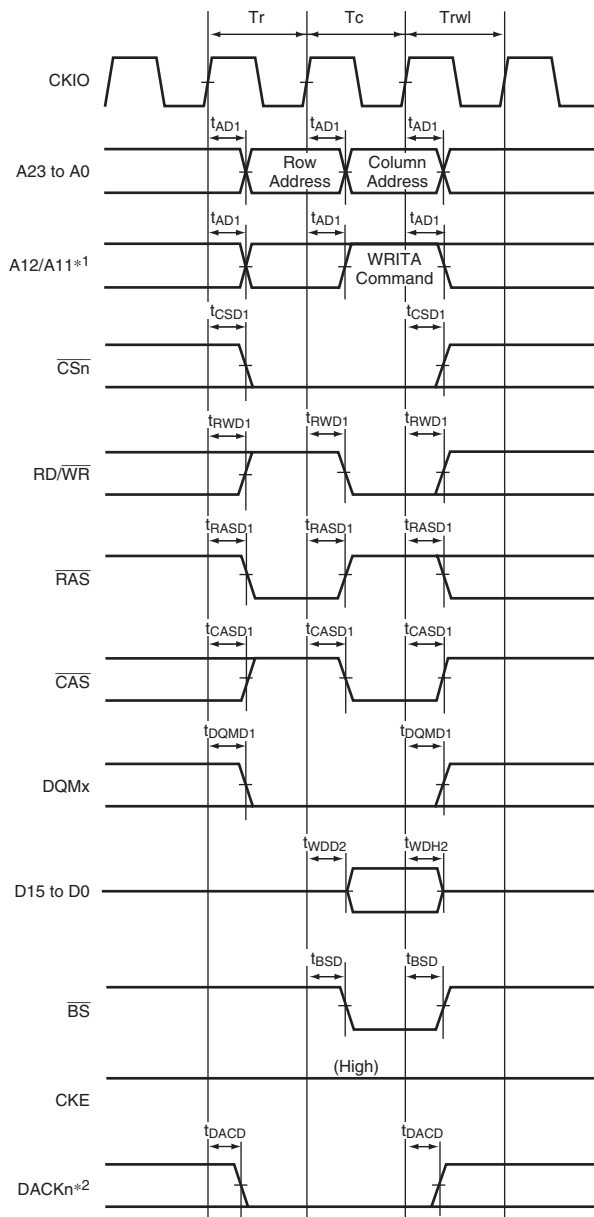 Tr Tc Trwl
CKIO
tAD1 tAD1 tAD1
A23 to A0
Row Address
Column Address
tAD1 tAD1 tAD1
A12/A11*1
WRITA Command
tCSD1 tCSD1
CSn
tRWD1 tRWD1 tRWD1
RD/WR
tRASD1 tRASD1 tRASD1
RAS
tCASD1 tCASD1 tCASD1
CAS
tDQMD1 tDQMD1
DQMx
tWDD2 tWDH2
D15 to D0
tBSD tBSD
BS
(High)
CKE
tDACD tDACD
DACKn*2